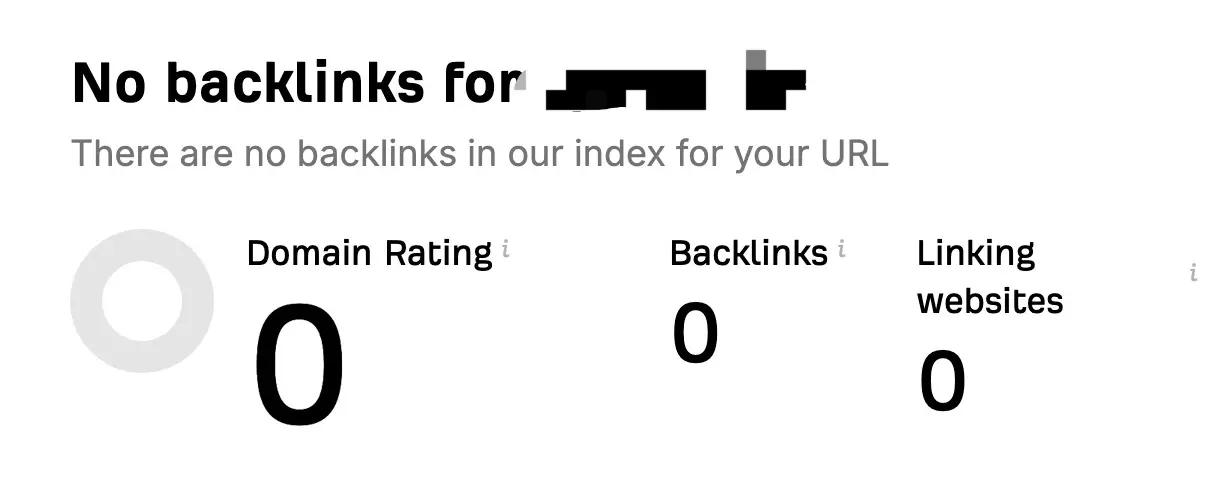 No backlinks for
There are no backlinks in our index for your URL
Domain Rating i
0
Backlinks i
0
Linking
websites i
0